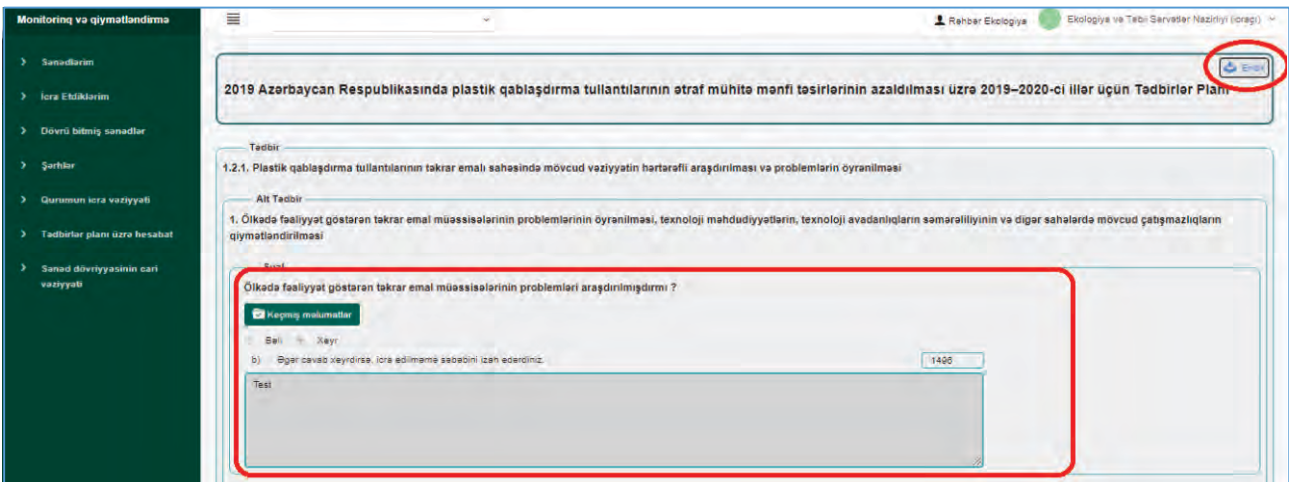 Monitorinq və qiymətləndirmə
Rəhbər Ekologiya
Ekologiya və Təbii Sərvətlər Nazirliyi (icraçı)
Sənədlərim
İcra Etdiklərim
Dövrü bitmiş sənədlər
Şərhlər
Qurumun icra vəziyyəti
Tədbirlər planı üzrə hesabat
Sənəd dövriyyəsinin cari
vəziyyəti
2019 Azərbaycan Respublikasında plastik qablaşdırma tullantılarının ətraf mühitə mənfi təsirlərinin azaldılması üzrə 2019–2020-ci illər üçün Tədbirlər Planı
Tədbir
1.2.1. Plastik qablaşdırma tullantılarının təkrar emalı sahəsində mövcud vəziyyətin hərtərəfli araşdırılması və problemlərin öyrənilməsi
Alt Tədbir
1. Ölkədə fəaliyyət göstərən təkrar emal müəssisələrinin problemlərinin öyrənilməsi, texnoloji məhdudiyyətlərin, texnoloji avadanlıqların səmərəliliyinin və digər sahələrdə mövcud çatışmazlıqların
qiymətləndirilməsi
Sual
Ölkədə fəaliyyət göstərən təkrar emal müəssisələrinin problemləri araşdırılmışdırmı ?
Keçmiş məlumatlar
Bəli Xeyr
b) Əgər cavab xeyrdirsə, icra edilməmə səbəbini izah edərdiniz.
1496
Test